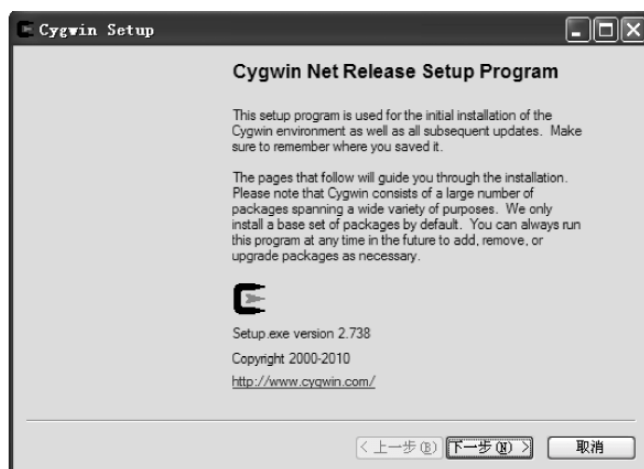 Cygwin Setup
Cygwin Net Release Setup Program
This setup program is used for the initial installation of the
Cygwin environment as well as all subsequent updates. Make
sure to remember where you saved it.
The pages that follow will guide you through the installation.
Please note that Cygwin consists of a large number of
packages spanning a wide variety of purposes. We only
install a base set of packages by default. You can always run
this program at any time in the future to add, remove, or
upgrade packages as necessary.
Setup.exe version 2.738
Copyright 2000-2010
http://www.cygwin.com/
< 上一步(B) 下一步(N) > 取消